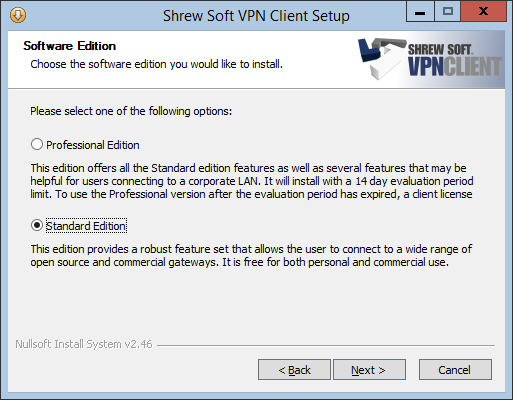 Shrew Soft VPN Client Setup
Software Edition
Choose the software edition you would like to install.
SHREW SOFT
VPNCLIENT
Please select one of the following options:
Professional Edition
This edition offers all the Standard edition features as well as several features that may be
helpful for users connecting to a corporate LAN. It will install with a 14 day evaluation period
limit. To use the Professional version after the evaluation period has expired, a client license
Standard Edition
This edition provides a robust feature set that allows the user to connect to a wide range of
open source and commercial gateways. It is free for both personal and commercial use.
Nullsoft Install System v2.46
< Back
Next >
Cancel